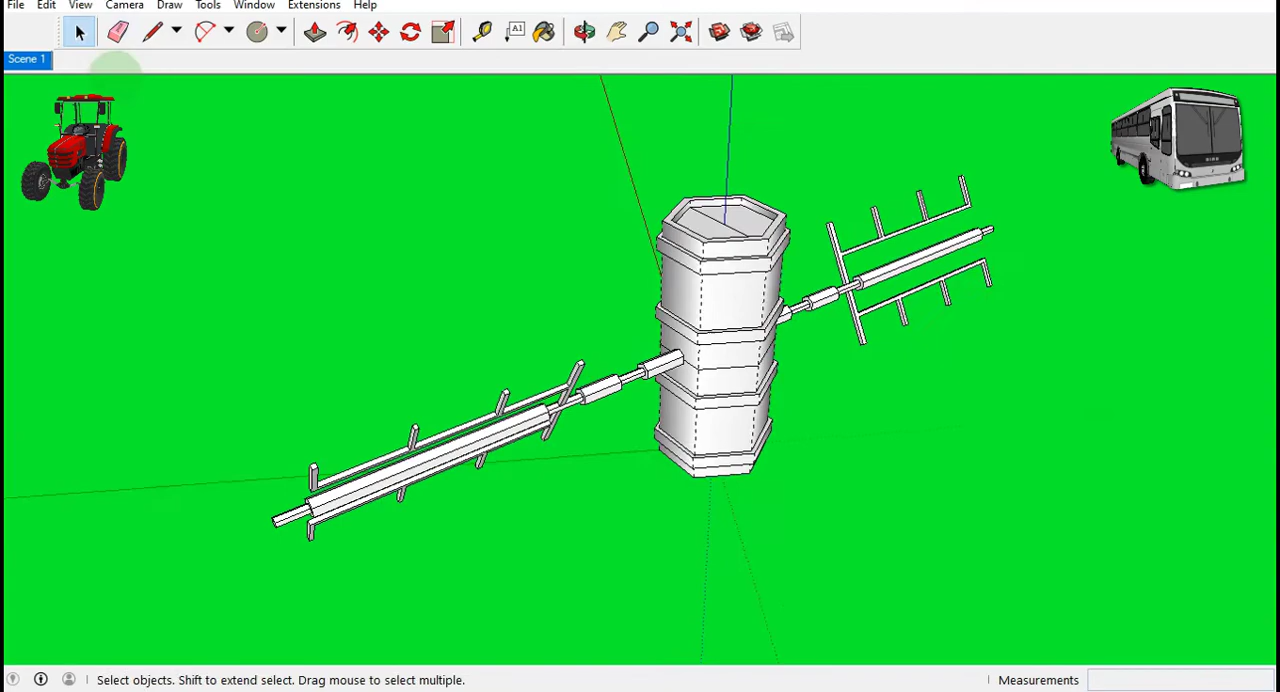 File Edit View Camera Draw Tools Window Extensions Help
A1
Scene 1
Select objects. Shift to extend select. Drag mouse to select multiple.
Measurements